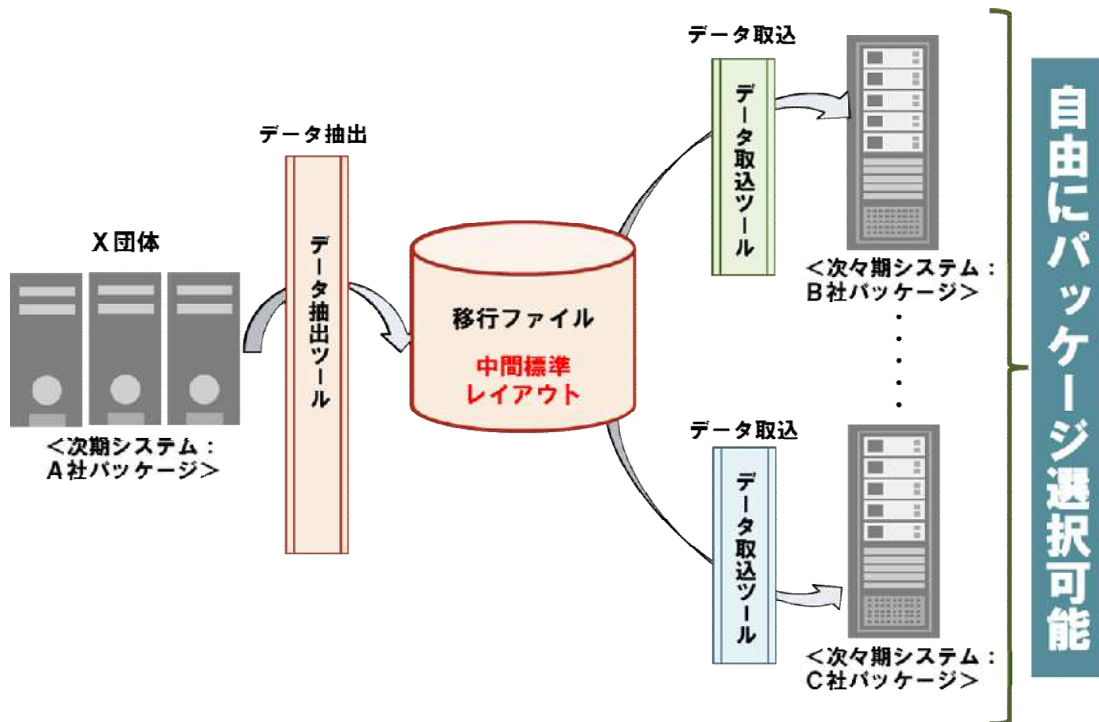 X団体
<次期システム：
A社パッケージ>
データ抽出
データ抽出ツール
移行ファイル
中間標準
レイアウト
データ取込
データ取込ツール
<次々期システム：
B社パッケージ>
データ取込
データ取込ツール
<次々期システム：
C社パッケージ>
自由にパッケージ選択可能